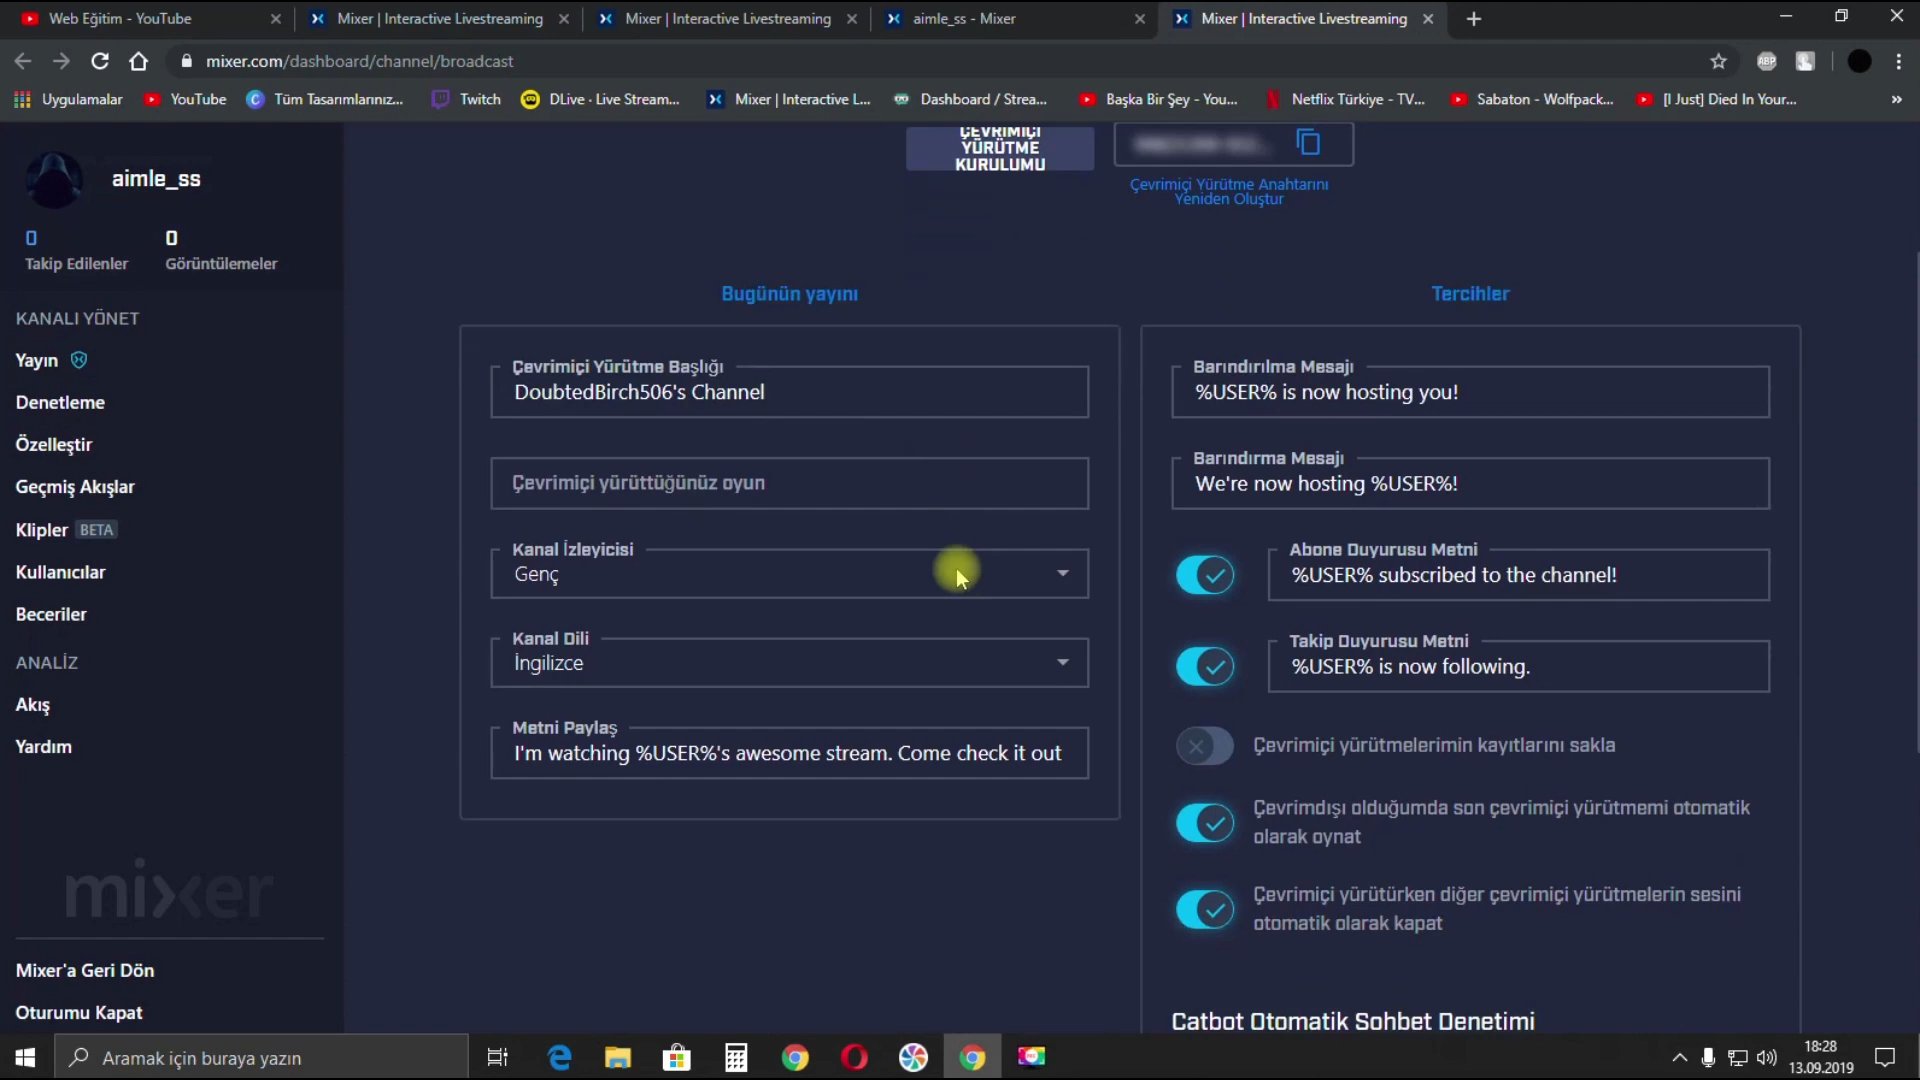 Web Eğitim - YouTube
Mixer | Interactive Livestreaming
Mixer | Interactive Livestreaming
aimle_ss - Mixer
Mixer | Interactive Livestreaming
mixer.com/dashboard/channel/broadcast
ABP
Uygulamalar
YouTube
Tüm Tasarımlarınız...
Twitch
DLive · Live Stream...
Mixer | Interactive L...
Dashboard / Strea...
Başka Bir Şey - You...
Netflix Türkiye - TV...
Sabaton - Wolfpack...
[I Just] Died In Your...
»
aimle_ss
0
Takip Edilenler
0
Görüntülemeler
KANALI YÖNET
Yayın
Denetleme
Özelleştir
Geçmiş Akışlar
Klipler BETA
Kullanıcılar
Beceriler
ANALİZ
Akış
Yardım
mixer
Mixer'a Geri Dön
Oturumu Kapat
ÇEVRİMİÇİ
YÜRÜTME
KURULUMU
Çevrimiçi Yürütme Anahtarını
Yeniden Oluştur
Bugünün yayını
Çevrimiçi Yürütme Başlığı
DoubtedBirch506's Channel
Çevrimiçi yürüttüğünüz oyun
Kanal İzleyicisi
Genç
Kanal Dili
İngilizce
Metni Paylaş
I'm watching %USER%'s awesome stream. Come check it out
Tercihler
Barındırılma Mesajı
%USER% is now hosting you!
Barındırma Mesajı
We're now hosting %USER%!
Abone Duyurusu Metni
%USER% subscribed to the channel!
Takip Duyurusu Metni
%USER% is now following.
Çevrimiçi yürütmelerimin kayıtlarını sakla
Çevrimdışı olduğumda son çevrimiçi yürütmemi otomatik
olarak oynat
Çevrimiçi yürütürken diğer çevrimiçi yürütmelerin sesini
otomatik olarak kapat
Catbot Otomatik Sohbet Denetimi
Aramak için buraya yazın
18:28
13.09.2019